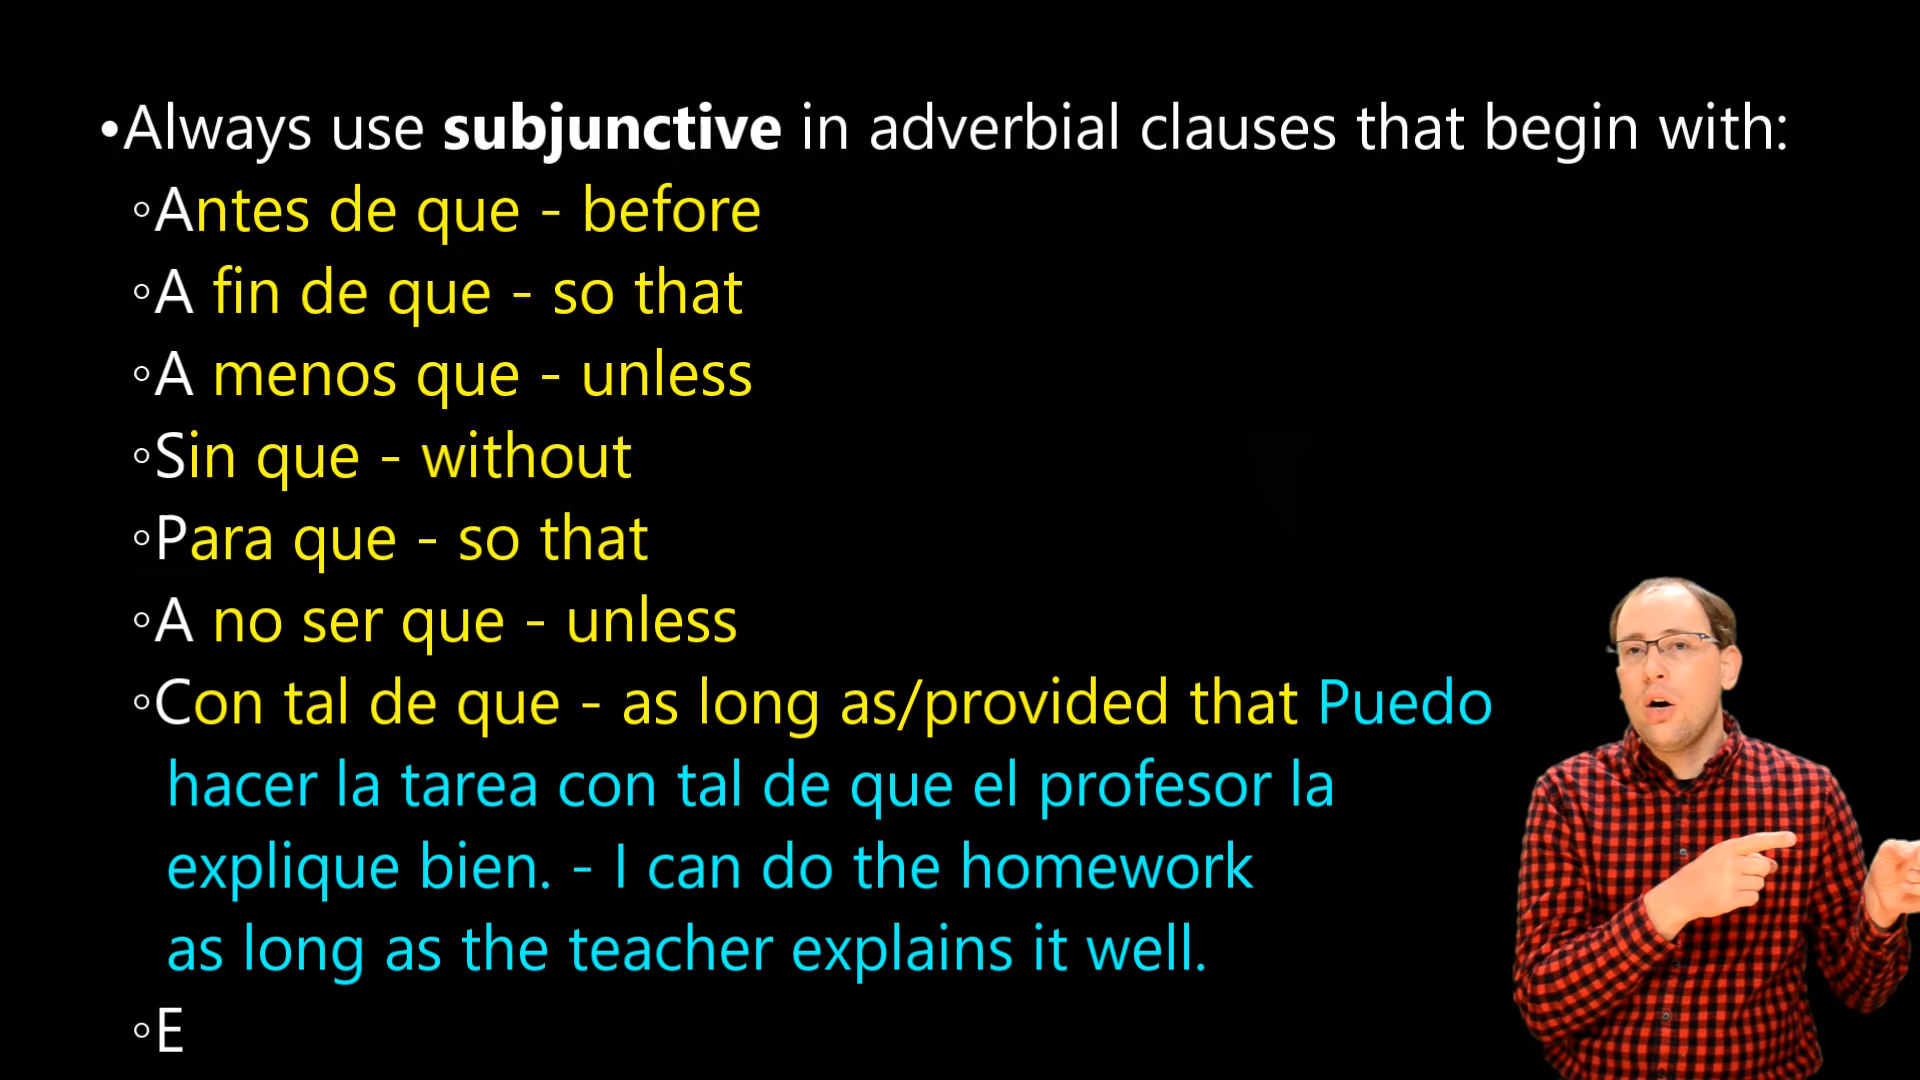 •Always use subjunctive in adverbial clauses that begin with:
◦Antes de que - before
◦A fin de que - so that
◦A menos que - unless
◦Sin que - without
◦Para que - so that
◦A no ser que - unless
◦Con tal de que - as long as/provided that Puedo
hacer la tarea con tal de que el profesor la
explique bien. - I can do the homework
as long as the teacher explains it well.
◦E